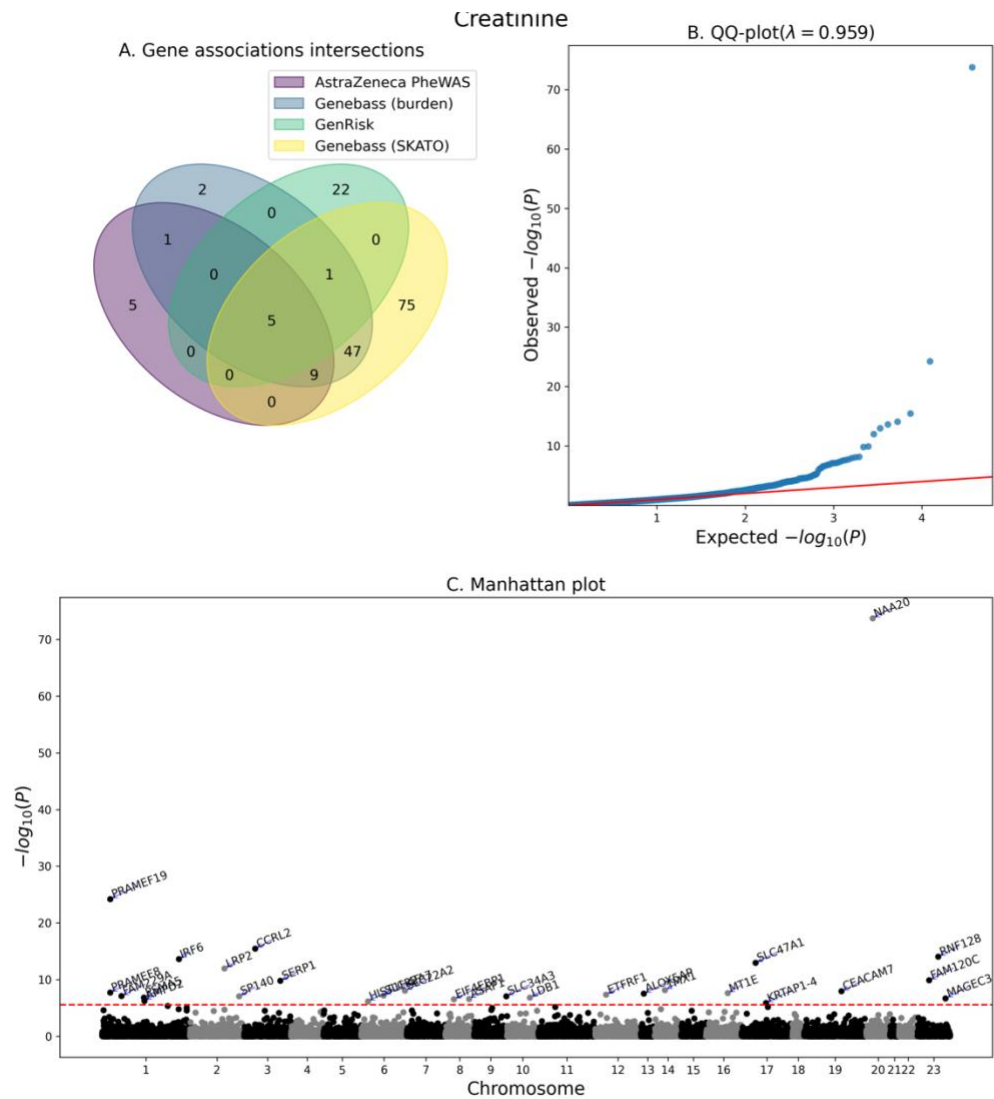 Creatinine
A. Gene associations intersections
AstraZeneca PheWAS
Genebass (burden)
GenRisk
Genebass (SKATO)
2
22
0
1
0
0
1
5
5
75
0
47
0
9
0
B. QQ-plot(λ = 0.959)
Observed −log₁₀(P)
70
60
50
40
30
20
10
1 2 3 4
Expected −log₁₀(P)
C. Manhattan plot
−log₁₀(P)
70
60
50
40
30
20
10
0
NAA20
PRAMEF19
IRF6
CCRL2
LRP2
SERP1
SLC47A1
RNF128
PRAMEF8
FAM229A
AMPD2
SP140
SLC22A2
EIF4EBP1
SLC34A3
LDB1
ETFRF1
MT1E
KRTAP1-4
CEACAM7
FAM120C
MAGEC3
1 2 3 4 5 6 7 8 9 10 11 12 13 14 15 16 17 18 19 20 21 22 23
Chromosome